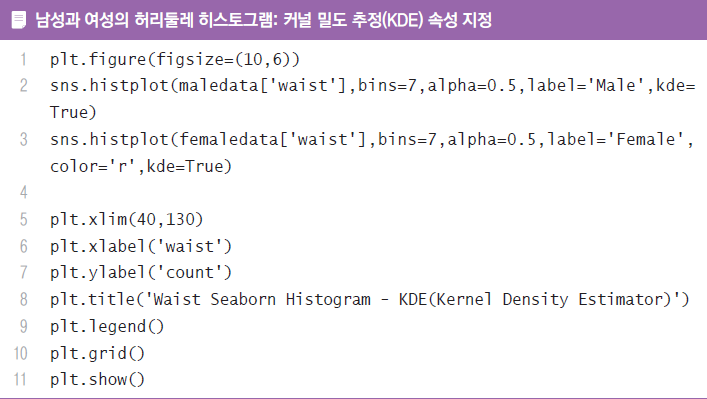 남성과 여성의 허리둘레 히스토그램: 커널 밀도 추정(KDE) 속성 지정
1 plt.figure(figsize=(10,6))
2 sns.histplot(maledata['waist'],bins=7,alpha=0.5,label='Male',kde=
True)
3 sns.histplot(femaledata['waist'],bins=7,alpha=0.5,label='Female',
color='r',kde=True)
4
5 plt.xlim(40,130)
6 plt.xlabel('waist')
7 plt.ylabel('count')
8 plt.title('Waist Seaborn Histogram - KDE(Kernel Density Estimator)')
9 plt.legend()
10 plt.grid()
11 plt.show()